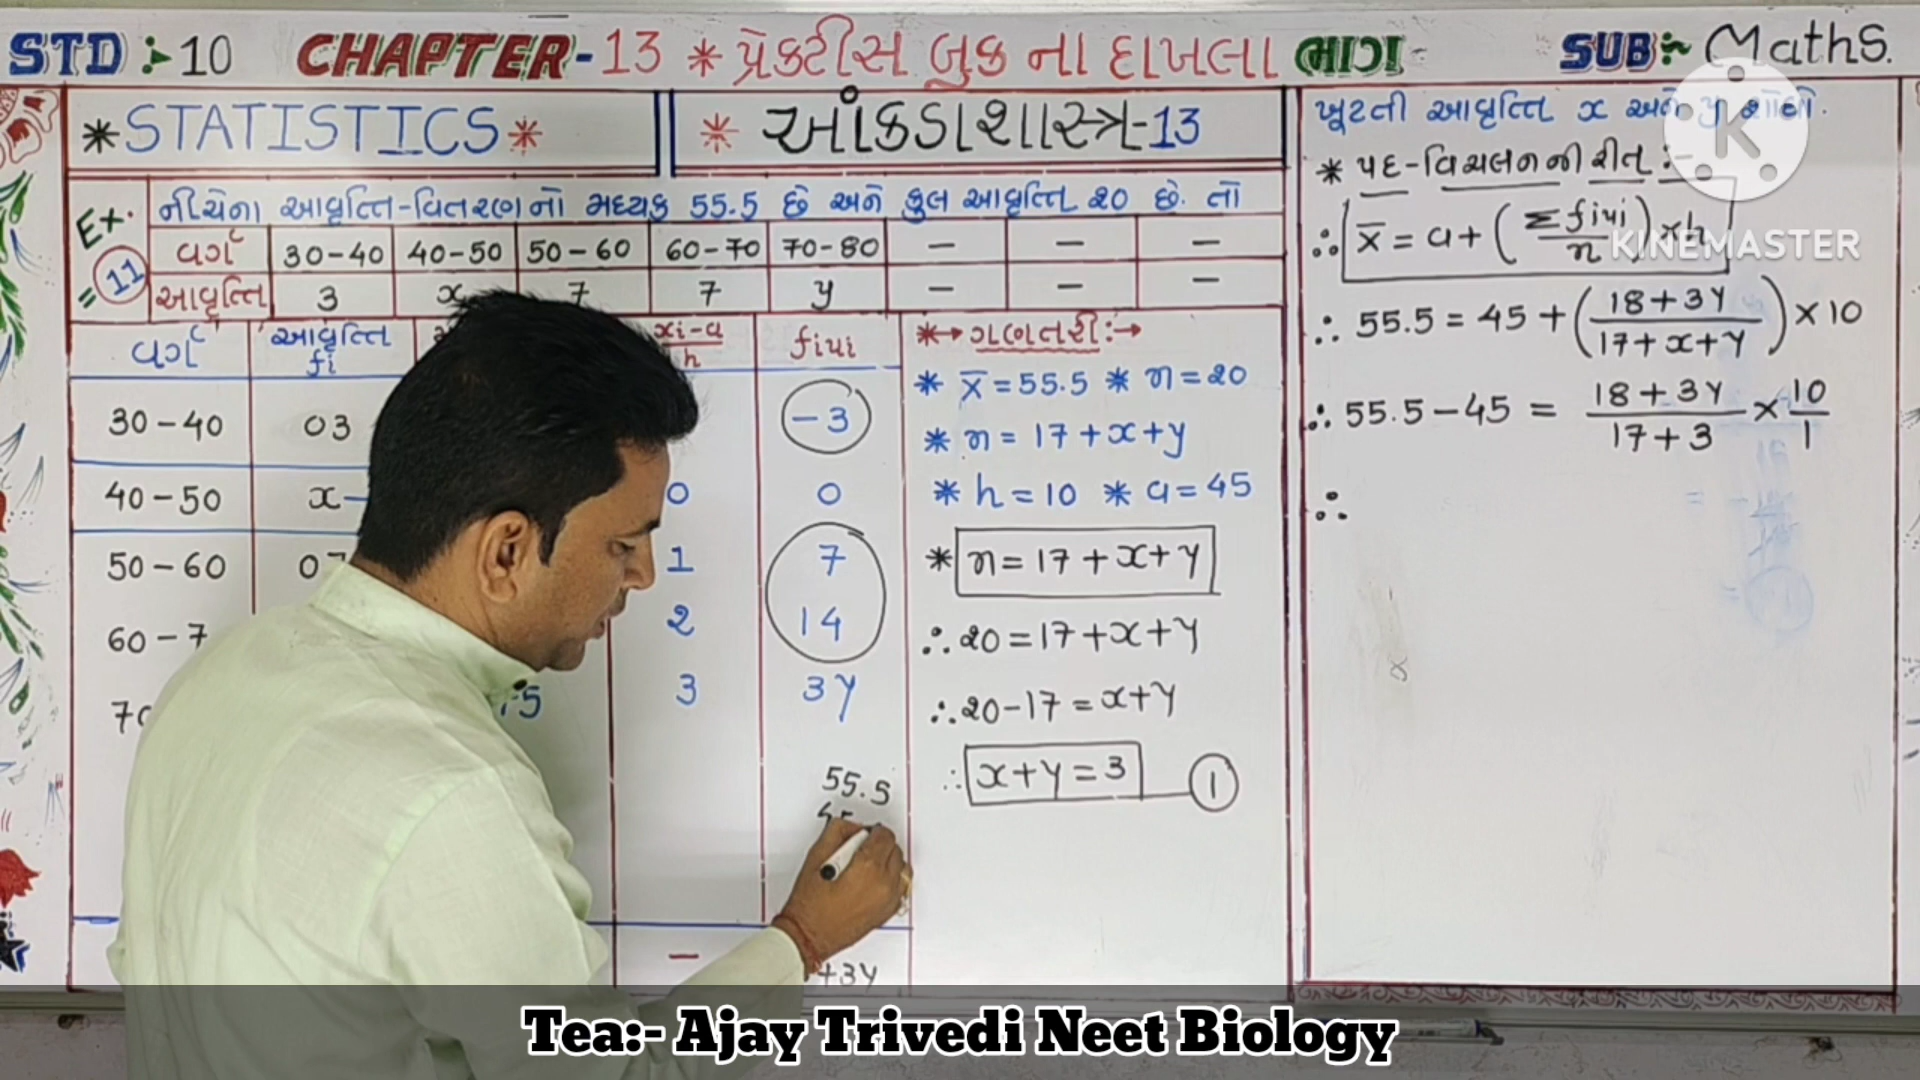 STD :- 10 CHAPTER - 13 * પ્રેક્ટીસ બુક ના દાખલા ભાગ - SUB :- Maths.
* STATISTICS *
* આંકડાશાસ્ત્ર-13
Ex. = 11
નીચેના આવૃત્તિ-વિતરણનો મધ્યક 55.5 છે અને કુલ આવૃત્તિ 20 છે. તો
વર્ગ 30-40 40-50 50-60 60-70 70-80 - - -
આવૃત્તિ 3 x 7 7 y - - -
વર્ગ આવૃત્તિ fi xi-a/h fiui
30-40 03 -3
40-50 x 0 0
50-60 1 7
60-7 2 14
3 3y
55.5
+3y
*→ ગણતરી:→
* x̄ = 55.5 * n = 20
* n = 17 + x + y
* h = 10 * a = 45
* n = 17 + x + y
∴ 20 = 17 + x + y
∴ 20 - 17 = x + y
∴ x + y = 3 — 1
ખૂટતી આવૃત્તિ x અને y શોધો.
* પદ-વિચલનની રીત :-
∴ x̄ = a + (Σfiui/n) × h
∴ 55.5 = 45 + (18+3y/17+x+y) × 10
∴ 55.5 - 45 = 18+3y/17+3 × 10/1
∴
K
KINEMASTER
Tea:- Ajay Trivedi Neet Biology